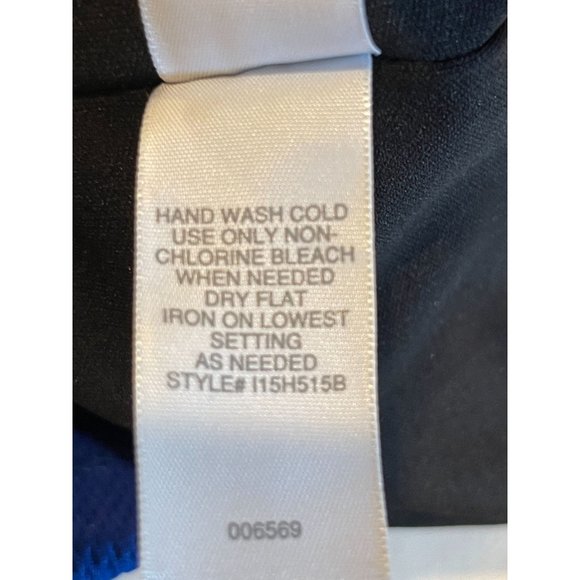 HAND WASH COLD
USE ONLY NON-
CHLORINE BLEACH
WHEN NEEDED
DRY FLAT
IRON ON LOWEST
SETTING
AS NEEDED
STYLE# I15H515B
006569